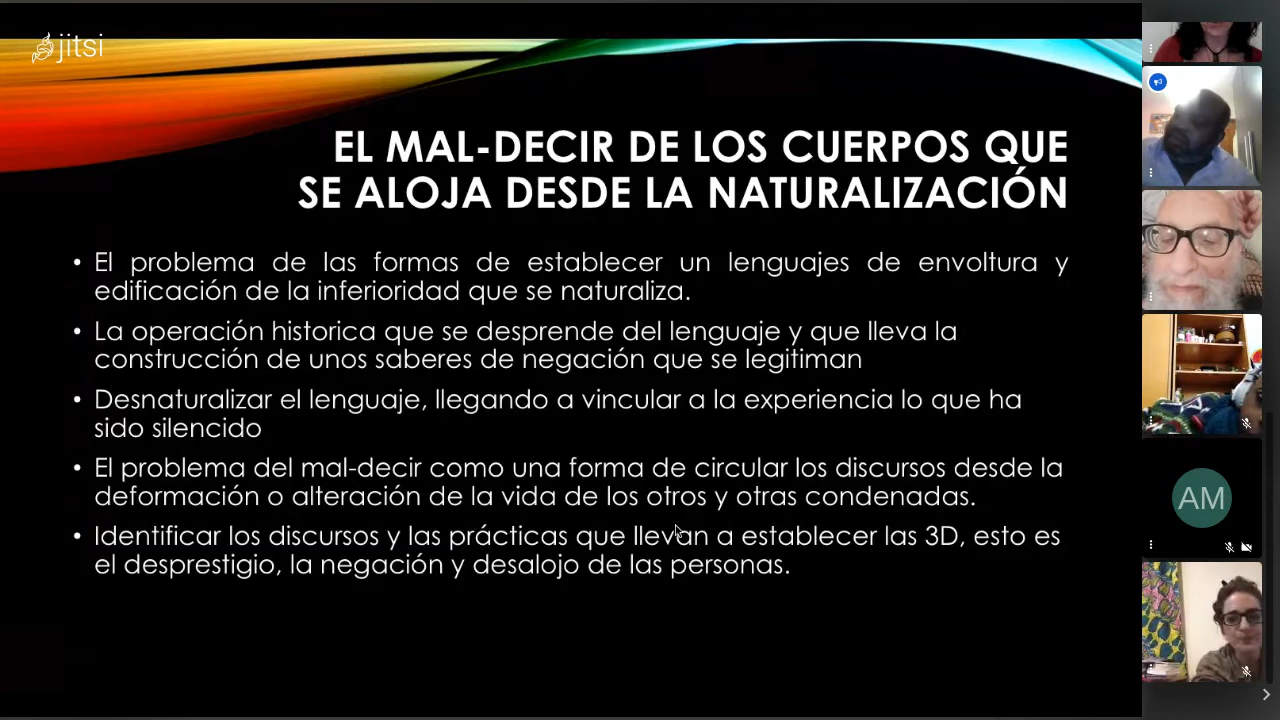 jitsi
EL MAL-DECIR DE LOS CUERPOS QUE
SE ALOJA DESDE LA NATURALIZACIÓN
• El problema de las formas de establecer un lenguajes de envoltura y
edificación de la inferioridad que se naturaliza.
• La operación historica que se desprende del lenguaje y que lleva la
construcción de unos saberes de negación que se legitiman
• Desnaturalizar el lenguaje, llegando a vincular a la experiencia lo que ha
sido silencido
• El problema del mal-decir como una forma de circular los discursos desde la
deformación o alteración de la vida de los otros y otras condenadas.
• Identificar los discursos y las prácticas que llevan a establecer las 3D, esto es
el desprestigio, la negación y desalojo de las personas.
AM